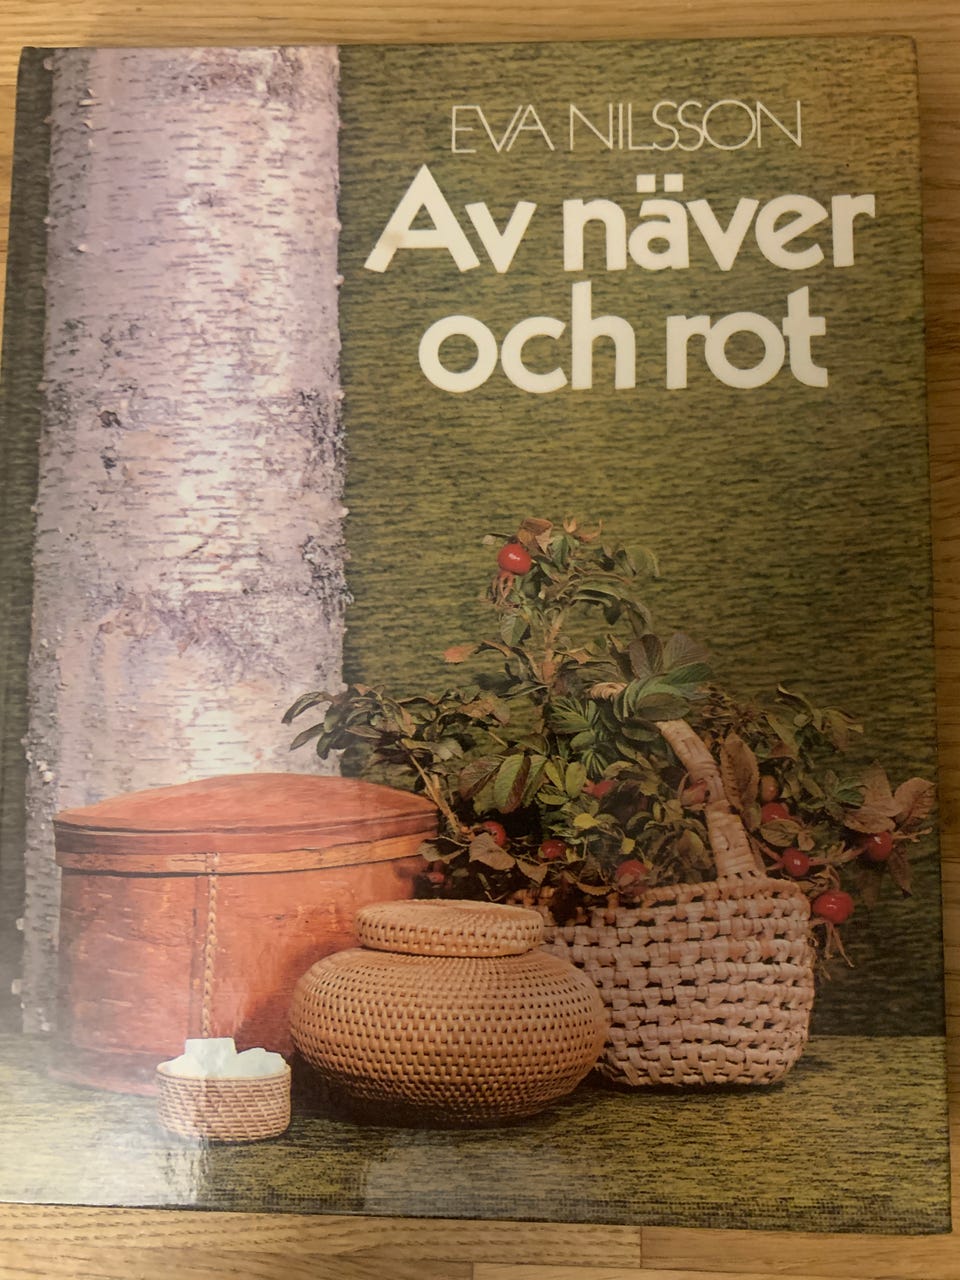 EVA NILSSON
Av näver
och rot